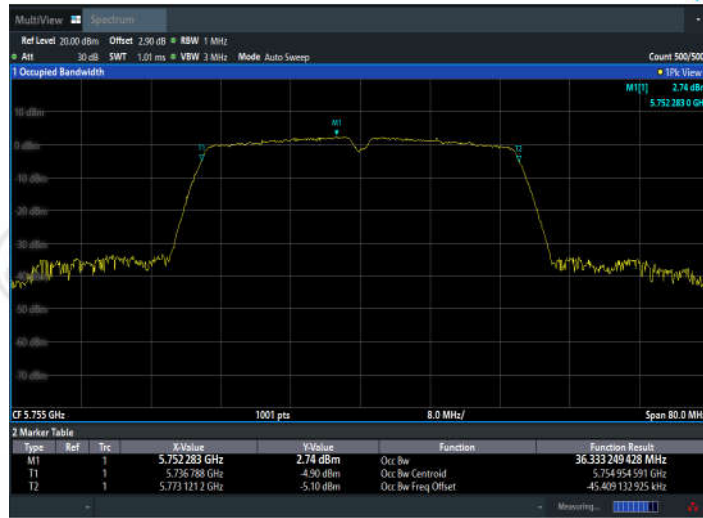 MultiView Spectrum
Ref Level 20.00 dBm Offset 2.90 dB RBW 1 MHz
Att 30 dB SWT 1.01 ms VBW 3 MHz Mode Auto Sweep Count 500/500
1 Occupied Bandwidth 1Pk View
M1[1] 2.74 dBm
5.752 283 0 GH
10 dBm
M1
0 dBm
T1 T2
-10 dBm
-20 dBm
-30 dBm
-40 dBm
-50 dBm
-60 dBm
-70 dBm
CF 5.755 GHz 1001 pts 8.0 MHz/ Span 80.0 MH
2 Marker Table
Type Ref Trc X-Value Y-Value Function Function Result
M1 1 5.752 283 GHz 2.74 dBm Occ Bw 36.333 249 428 MHz
T1 1 5.736 788 GHz -4.90 dBm Occ Bw Centroid 5.754 954 591 GHz
T2 1 5.773 121 2 GHz -5.10 dBm Occ Bw Freq Offset -45.409 132 925 kHz
Measuring...